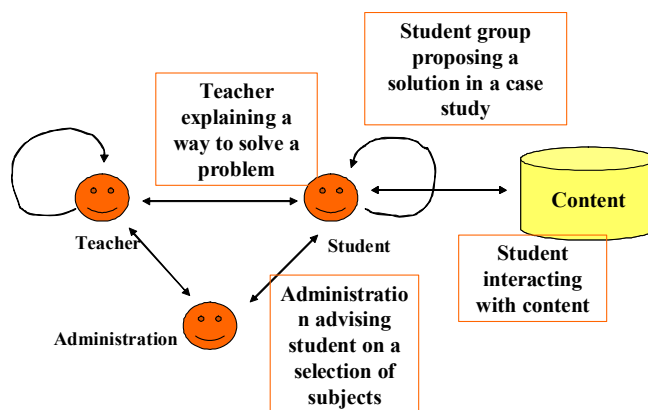 Student group
proposing a
solution in a case
study
Teacher
explaining a
way to solve a
problem
Content
Teacher
Student
Student
interacting
with content
Administration
Administratio
n advising
student on a
selection of
subjects